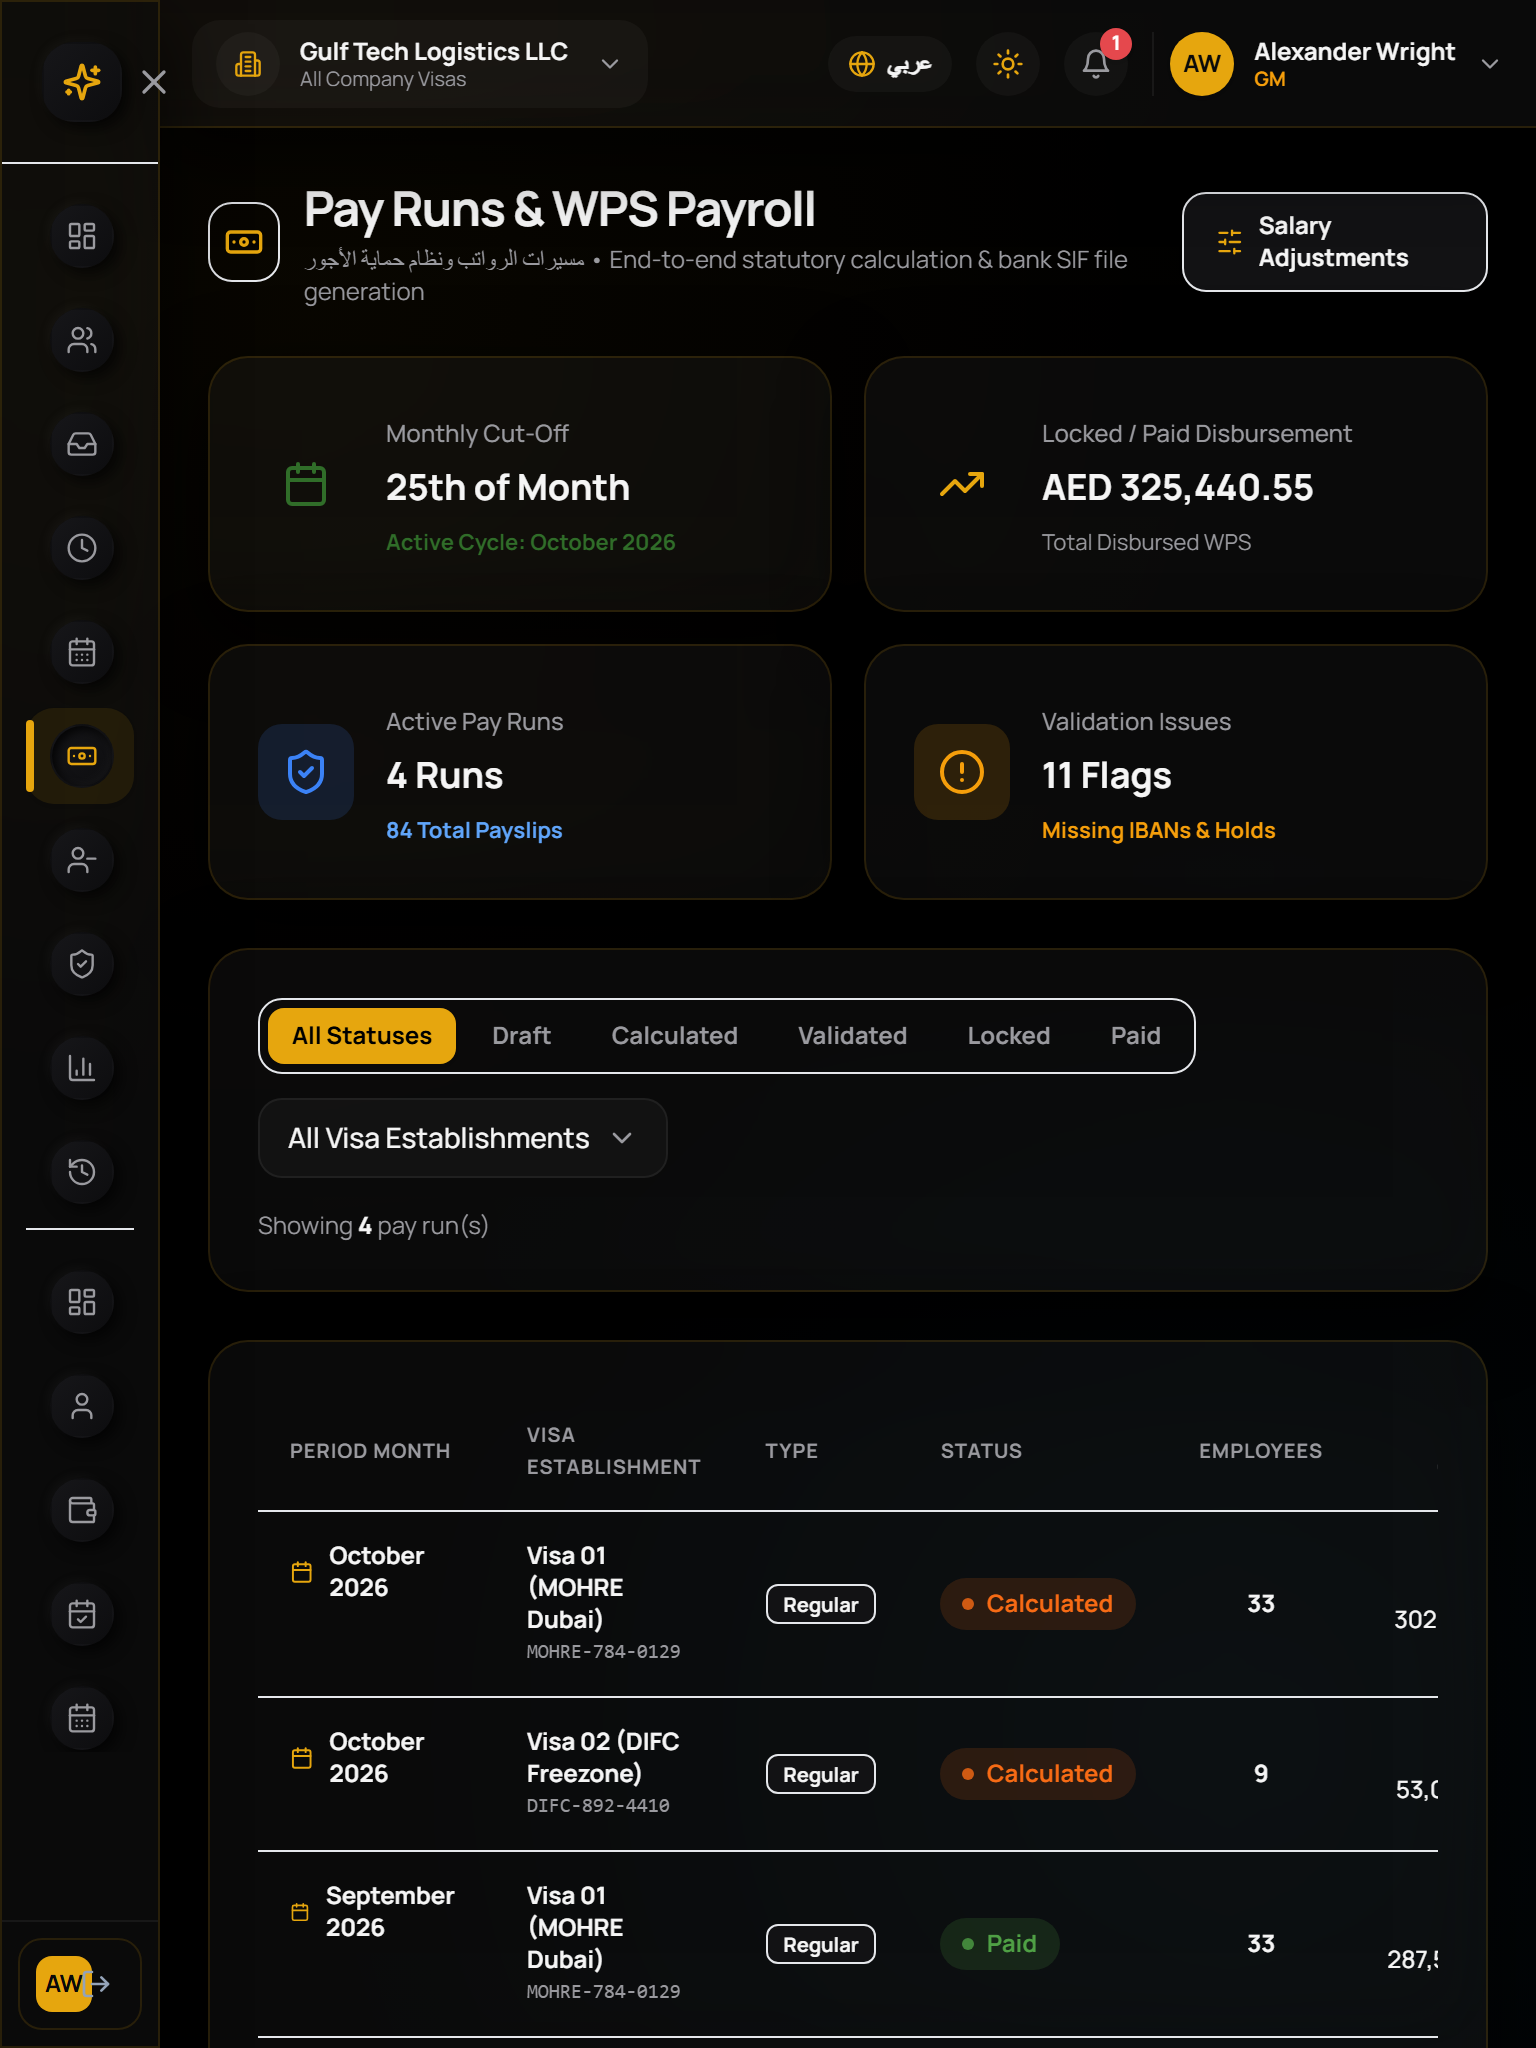 Gulf Tech Logistics LLC
All Company Visas
عربي
1
AW
Alexander Wright
GM
Pay Runs & WPS Payroll
مسيرات الرواتب ونظام حماية الأجور • End-to-end statutory calculation & bank SIF file
generation
Salary
Adjustments
Monthly Cut-Off
25th of Month
Active Cycle: October 2026
Locked / Paid Disbursement
AED 325,440.55
Total Disbursed WPS
Active Pay Runs
4 Runs
84 Total Payslips
Validation Issues
11 Flags
Missing IBANs & Holds
All Statuses
Draft
Calculated
Validated
Locked
Paid
All Visa Establishments
Showing 4 pay run(s)
PERIOD MONTH
VISA
ESTABLISHMENT
TYPE
STATUS
EMPLOYEES
October
2026
Visa 01
(MOHRE
Dubai)
MOHRE-784-0129
Regular
Calculated
33
302
October
2026
Visa 02 (DIFC
Freezone)
DIFC-892-4410
Regular
Calculated
9
53,0
September
2026
Visa 01
(MOHRE
Dubai)
MOHRE-784-0129
Regular
Paid
33
287,5
AW